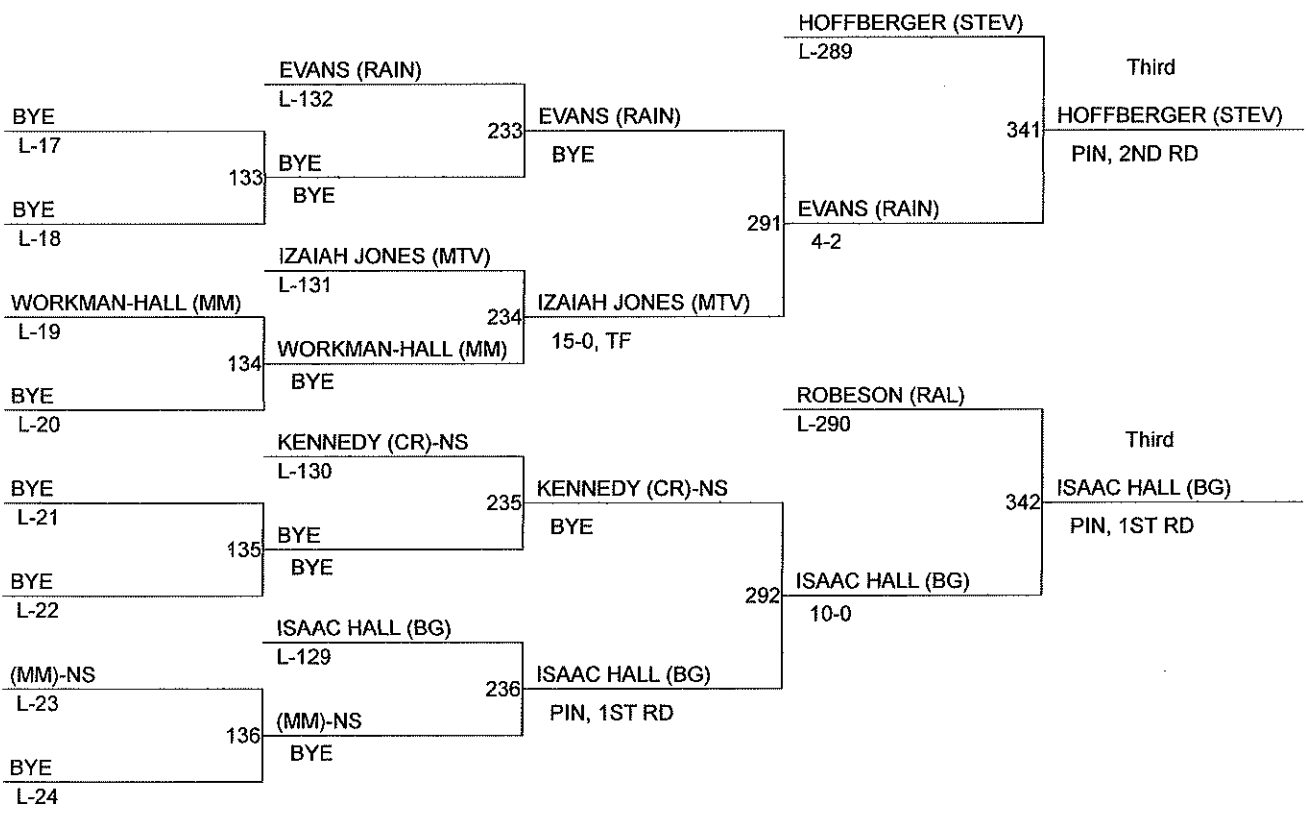 HOFFBERGER (STEV)
L-289
Third
EVANS (RAIN)
L-132
BYE
L-17
233
EVANS (RAIN)
BYE
341
HOFFBERGER (STEV)
PIN, 2ND RD
133
BYE
BYE
BYE
L-18
291
EVANS (RAIN)
4-2
IZAIAH JONES (MTV)
L-131
WORKMAN-HALL (MM)
L-19
234
IZAIAH JONES (MTV)
15-0, TF
134
WORKMAN-HALL (MM)
BYE
BYE
L-20
ROBESON (RAL)
L-290
Third
KENNEDY (CR)-NS
L-130
BYE
L-21
235
KENNEDY (CR)-NS
BYE
342
ISAAC HALL (BG)
PIN, 1ST RD
135
BYE
BYE
BYE
L-22
292
ISAAC HALL (BG)
10-0
ISAAC HALL (BG)
L-129
(MM)-NS
L-23
236
ISAAC HALL (BG)
PIN, 1ST RD
136
(MM)-NS
BYE
BYE
L-24